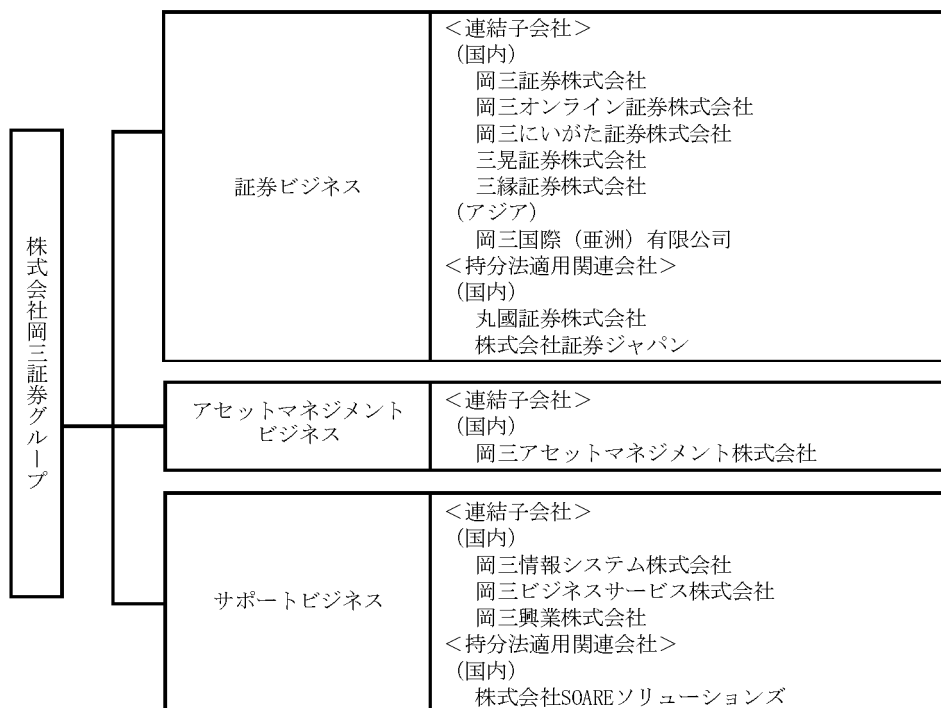 株式会社岡三証券グループ
証券ビジネス
＜連結子会社＞
（国内）
岡三証券株式会社
岡三オンライン証券株式会社
岡三にいがた証券株式会社
三晃証券株式会社
三縁証券株式会社
（アジア）
岡三国際（亜洲）有限公司
＜持分法適用関連会社＞
（国内）
丸國証券株式会社
株式会社証券ジャパン
アセットマネジメント
ビジネス
＜連結子会社＞
（国内）
岡三アセットマネジメント株式会社
サポートビジネス
＜連結子会社＞
（国内）
岡三情報システム株式会社
岡三ビジネスサービス株式会社
岡三興業株式会社
＜持分法適用関連会社＞
（国内）
株式会社SOAREソリューションズ